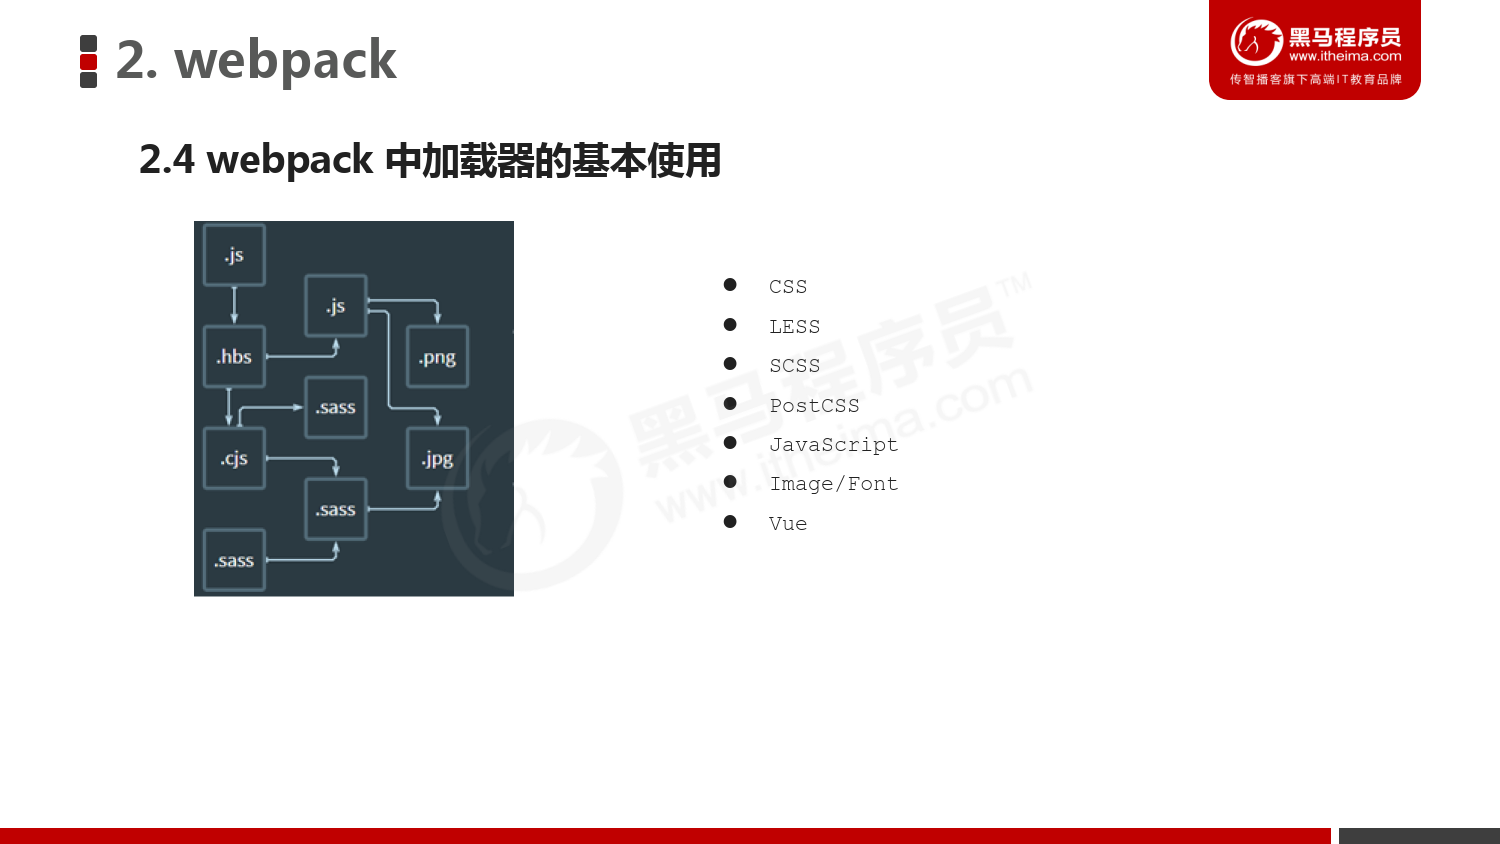 2. webpack
黑马程序员
www.itheima.com
传智播客旗下高端IT教育品牌
2.4 webpack 中加载器的基本使用
.js
.js
.hbs
.png
.sass
.cjs
.jpg
.sass
.sass
● CSS
● LESS
● SCSS
● PostCSS
● JavaScript
● Image/Font
● Vue
黑马程序员™
www.itheima.com